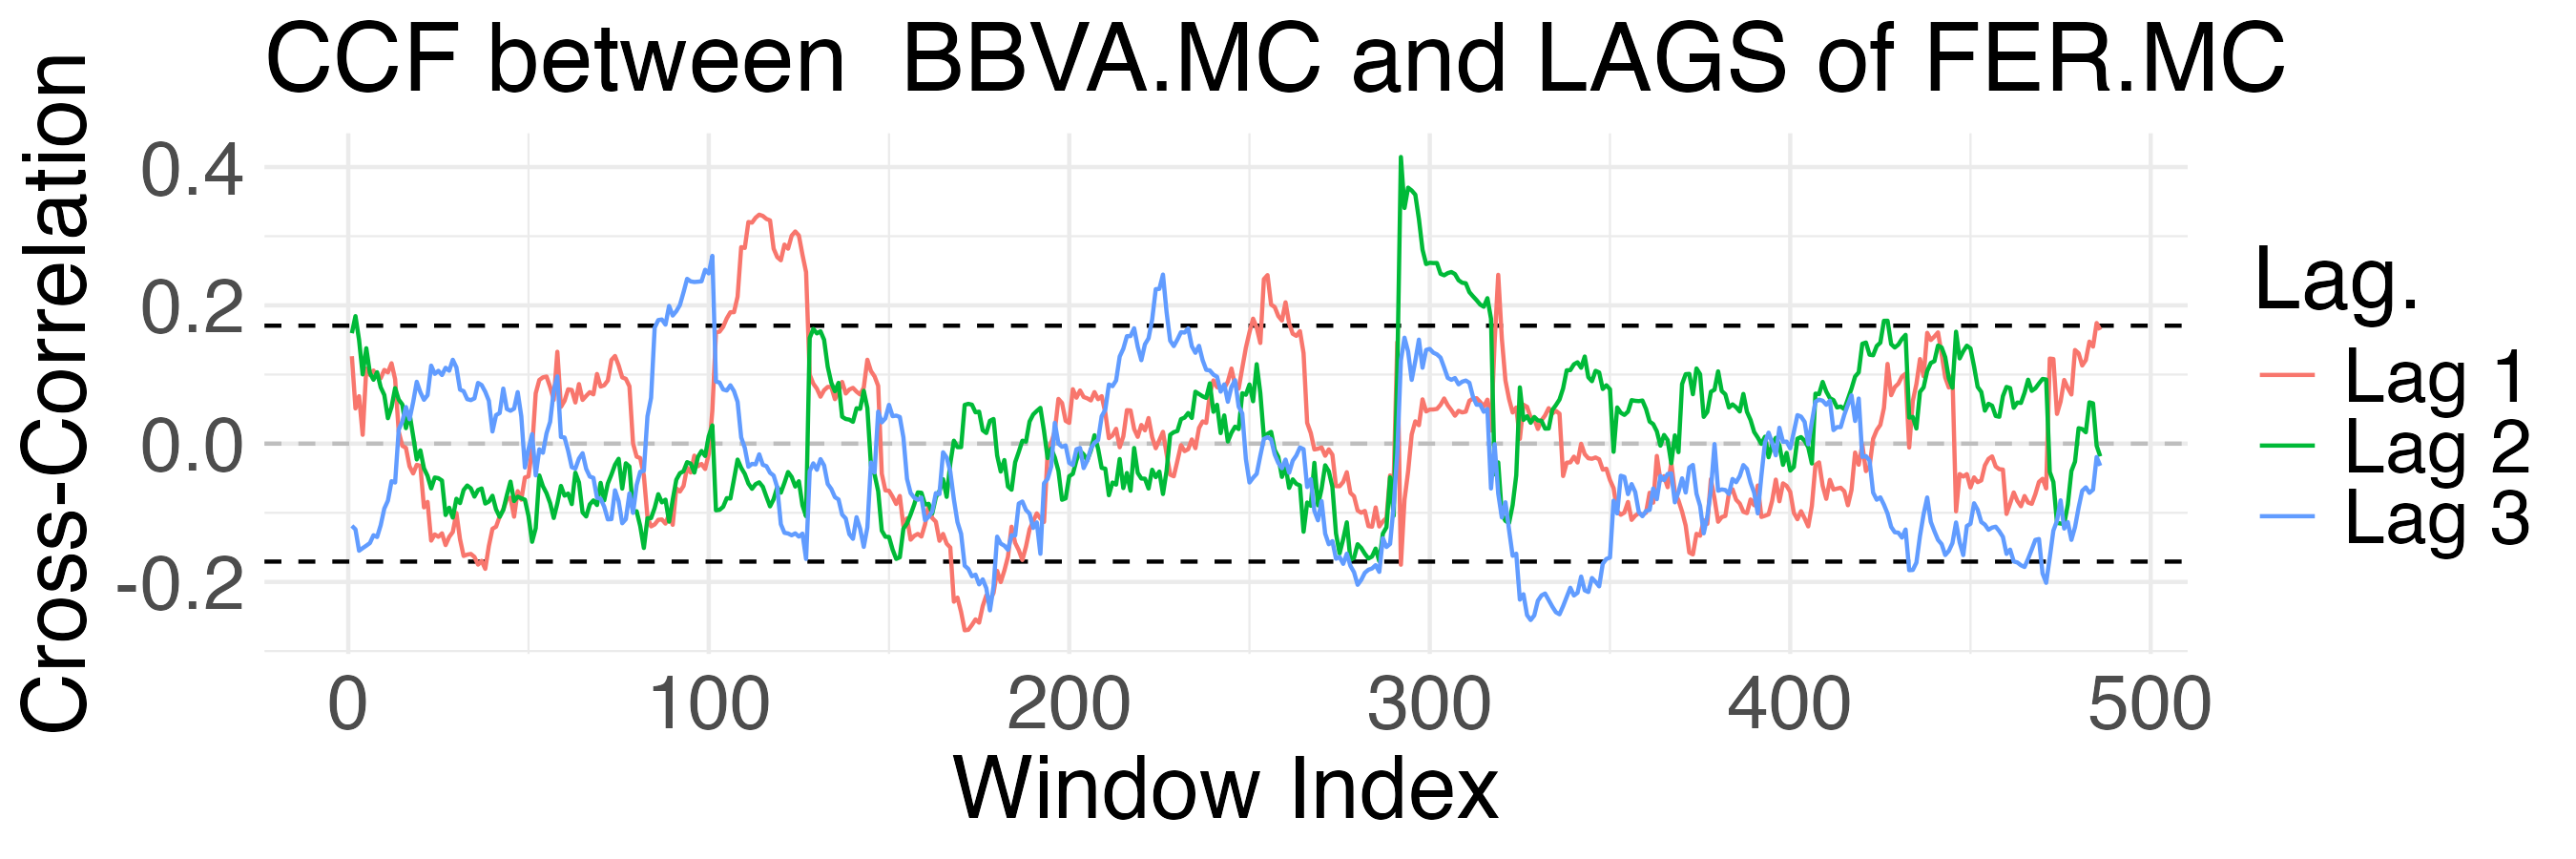 CCF between  BBVA.MC and LAGS of FER.MC
Cross-Correlation
0.4
0.2
0.0
-0.2
0 100 200 300 400 500
Window Index
Lag.
Lag 1
Lag 2
Lag 3